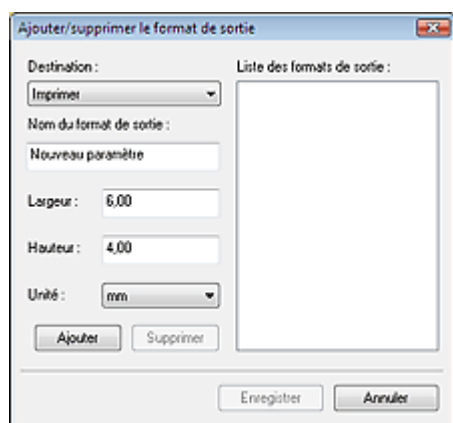 Ajouter/supprimer le format de sortie
Destination :
Liste des formats de sortie :
Imprimer
Nom du format de sortie :
Nouveau paramètre
Largeur : 6,00
Hauteur : 4,00
Unité : mm
Ajouter Supprimer
Enregistrer Annuler